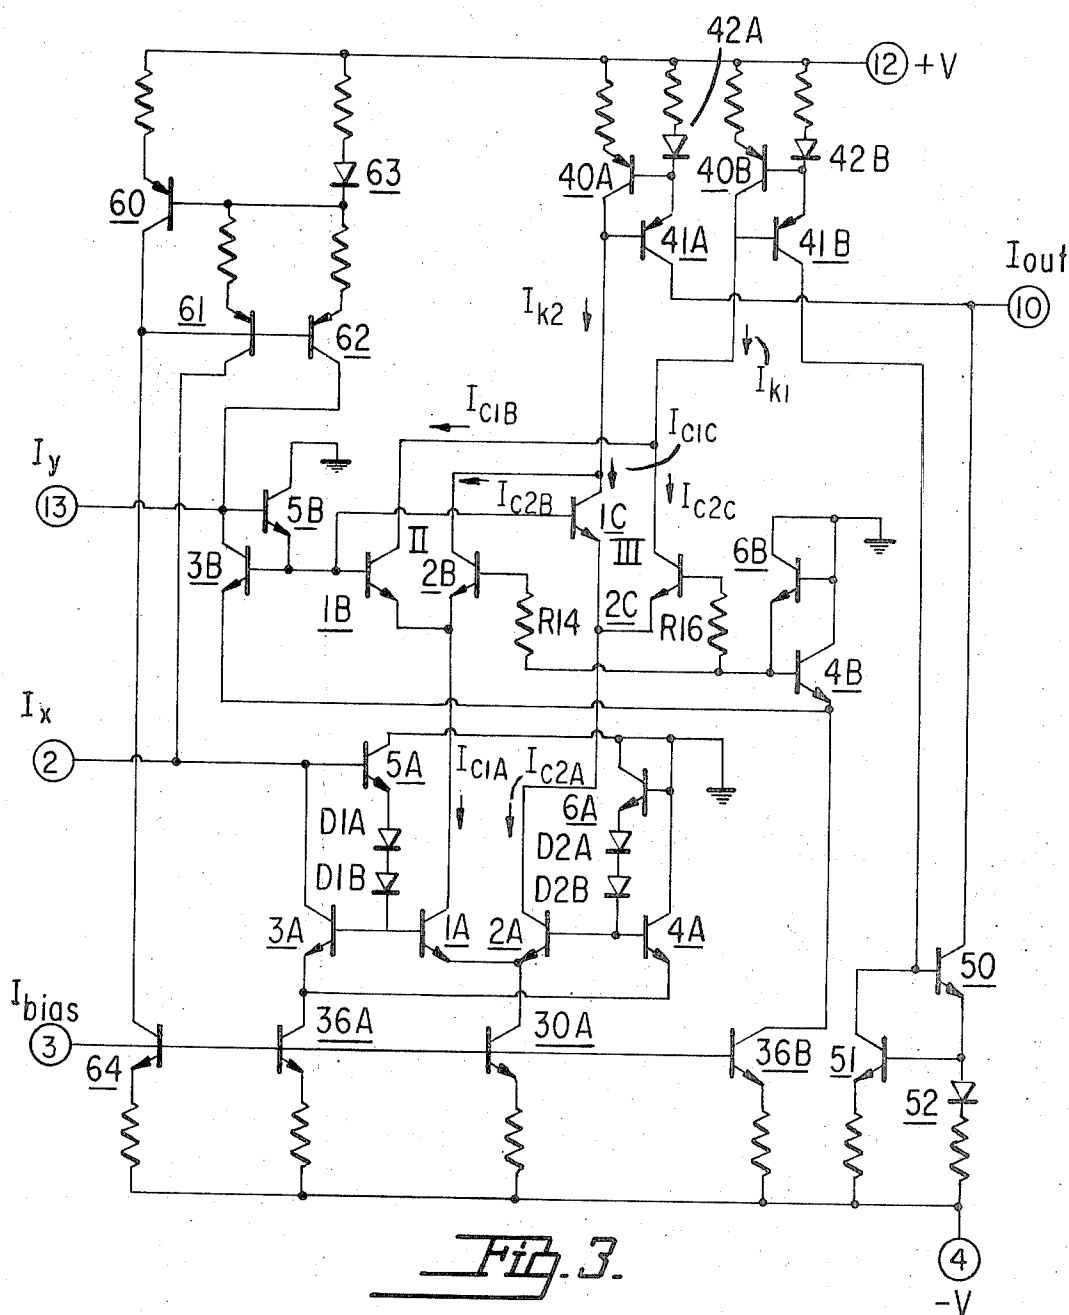 42A
12 +V
63
60
40A
40B
42B
41A
41B
Iout
10
61
62
Ik2
Ik1
IC1B
IC1C
Iy
13
5B
IC2B
1C
IC2C
II
III
3B
2B
6B
1B
R14
2C
R16
4B
Ix
2
5A
IC1A
IC2A
6A
D1A
D2A
D1B
D2B
3A
1A
2A
4A
50
Ibias
3
36A
30A
36B
51
64
52
Fig. 3.
4
-V